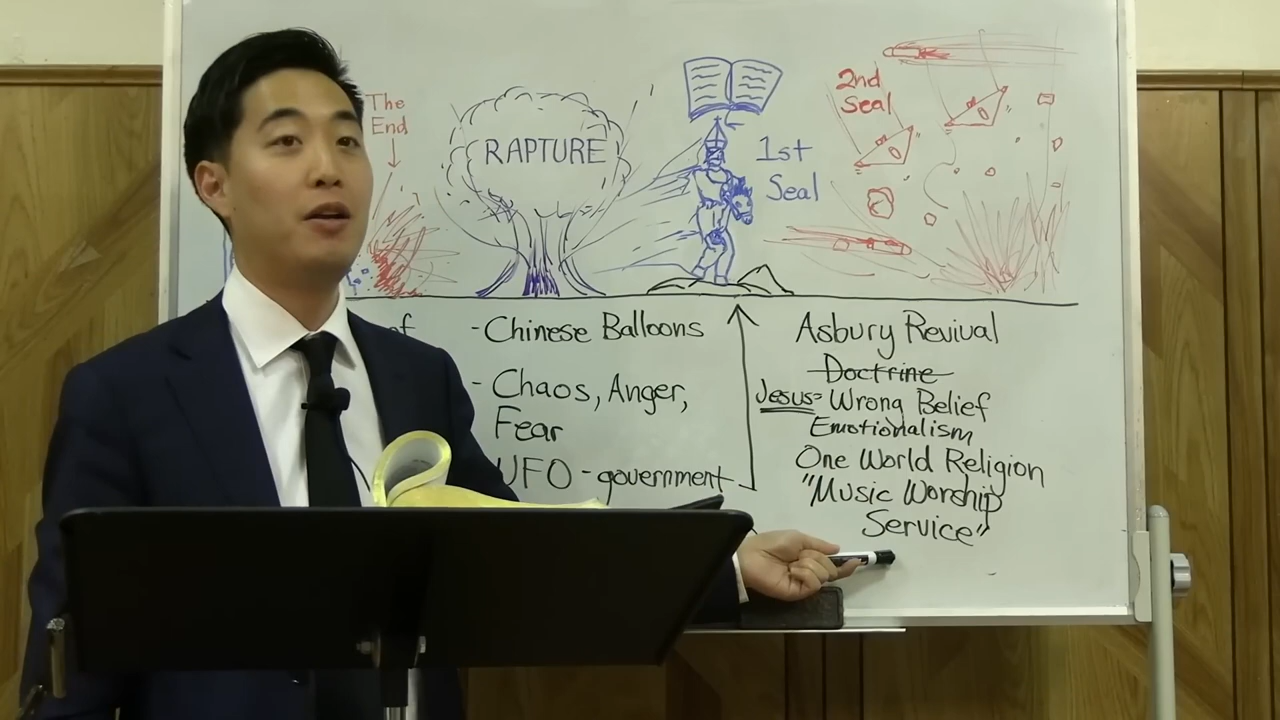 The
End
RAPTURE
1st
Seal
2nd
Seal
of
- Chinese Balloons
- Chaos, Anger,
Fear
UFO - government
Asbury Revival
Doctrine
Jesus= Wrong Belief
Emotionalism
One World Religion
"Music Worship
Service"